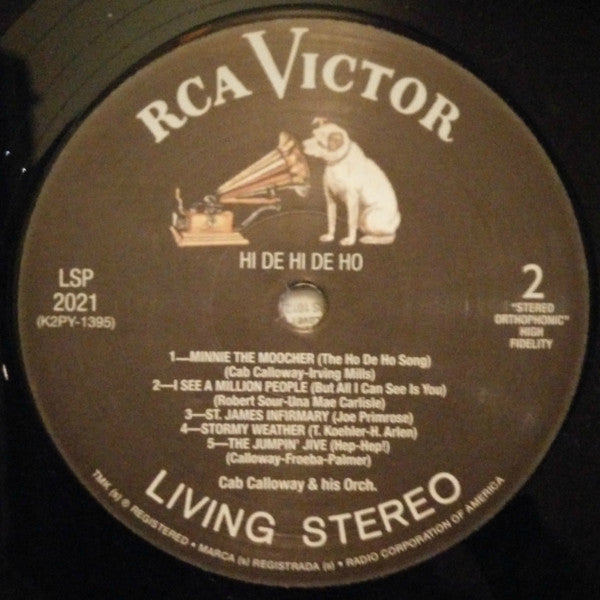 RCA VICTOR
HI DE HI DE HO
LSP
2021
(K2PY-1395)
2
"STEREO
ORTHOPHONIC"
HIGH
FIDELITY
1—MINNIE THE MOOCHER (The Ho De Ho Song)
(Cab Calloway-Irving Mills)
2—I SEE A MILLION PEOPLE (But All I Can See Is You)
(Robert Sour-Una Mae Carlisle)
3—ST. JAMES INFIRMARY (Joe Primrose)
4—STORMY WEATHER (T. Koehler-H. Arlen)
5—THE JUMPIN' JIVE (Hep-Hep!)
(Calloway-Froeba-Palmer)
Cab Calloway & his Orch.
LIVING STEREO
TMK (s) ® REGISTERED • MARCA (s) REGISTRADA (s) • RADIO CORPORATION OF AMERICA